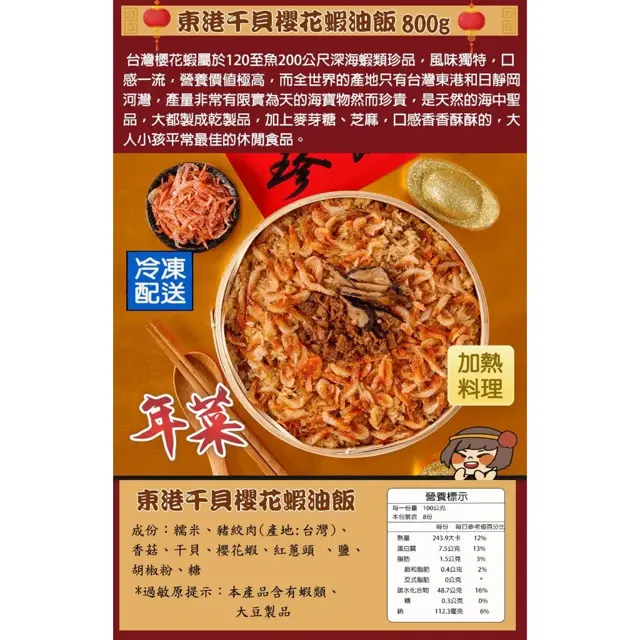 東港干貝櫻花蝦油飯 800g
台灣櫻花蝦屬於120至魚200公尺深海蝦類珍品，風味獨特，口
感一流，營養價值極高，而全世界的產地只有台灣東港和日靜岡
河灣，產量非常有限實為天的海寶物然而珍貴，是天然的海中聖
品，大都製成乾製品，加上麥芽糖、芝麻，口感香香酥酥的，大
人小孩平常最佳的休閒食品。
珍
冷凍
配送
加熱
料理
年菜
東港干貝櫻花蝦油飯
成份：糯米、豬絞肉(產地:台灣)、
香菇、干貝、櫻花蝦、紅蔥頭 、鹽、
胡椒粉、糖
*過敏原提示：本產品含有蝦類、
大豆製品
營養標示
每一份量 100公克
本包裝含 8份
每份 每日參考值百分比
熱量 243.9大卡 12%
蛋白質 7.5公克 13%
脂肪 1.5公克 3%
飽和脂肪 0.4公克 2%
反式脂肪 0公克 *
碳水化合物 48.7公克 16%
糖 0.3公克 0%
鈉 112.3毫克 6%